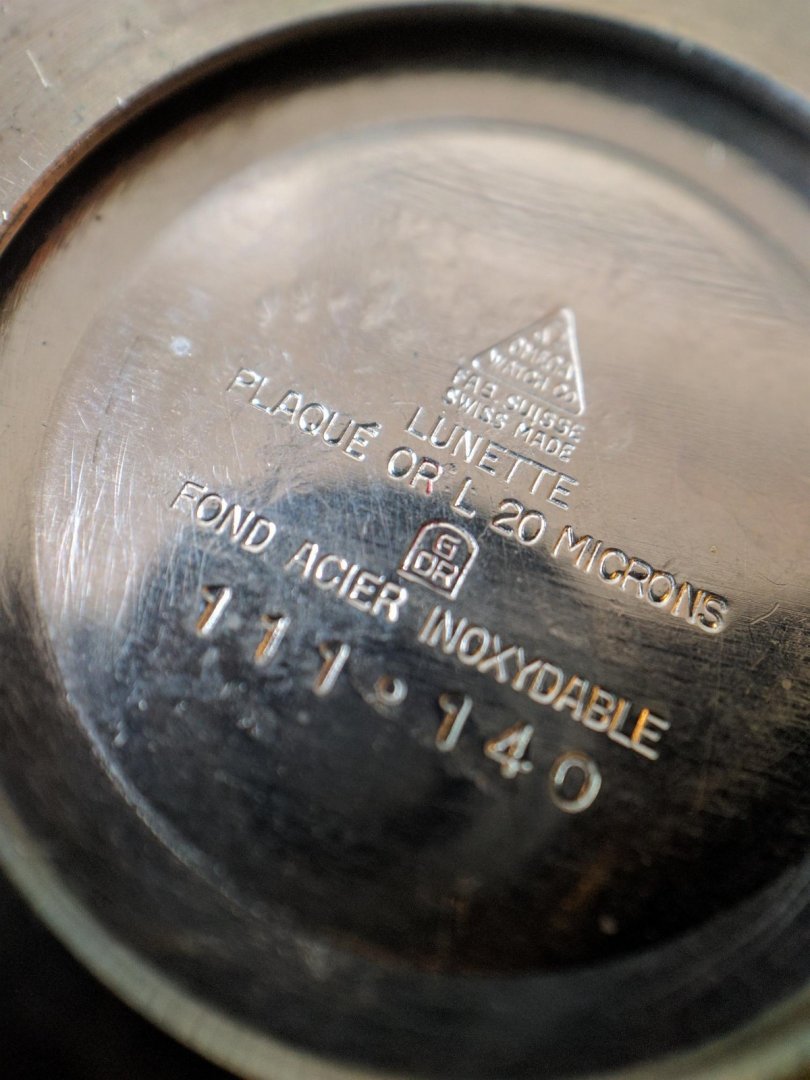 OMEGA
WATCH Co
FAB. SUISSE
SWISS MADE
LUNETTE
PLAQUÉ OR L 20 MICRONS
G
OR
FOND ACIER INOXYDABLE
111.140